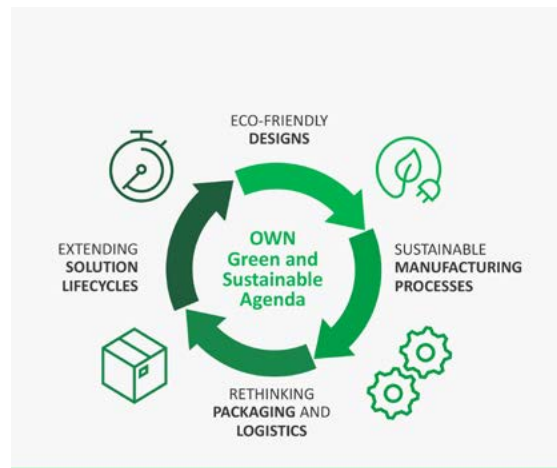 ECO-FRIENDLY
DESIGNS
OWN
Green and
Sustainable
Agenda
EXTENDING
SOLUTION
LIFECYCLES
SUSTAINABLE
MANUFACTURING
PROCESSES
RETHINKING
PACKAGING AND
LOGISTICS